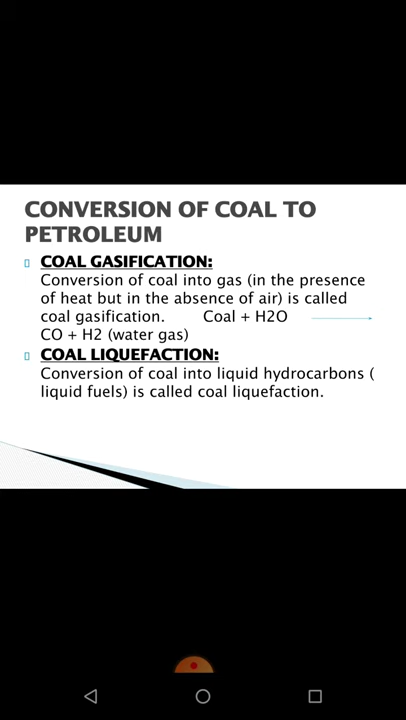 CONVERSION OF COAL TO
PETROLEUM
COAL GASIFICATION:
Conversion of coal into gas (in the presence
of heat but in the absence of air) is called
coal gasification. Coal + H2O
CO + H2 (water gas)
COAL LIQUEFACTION:
Conversion of coal into liquid hydrocarbons (
liquid fuels) is called coal liquefaction.